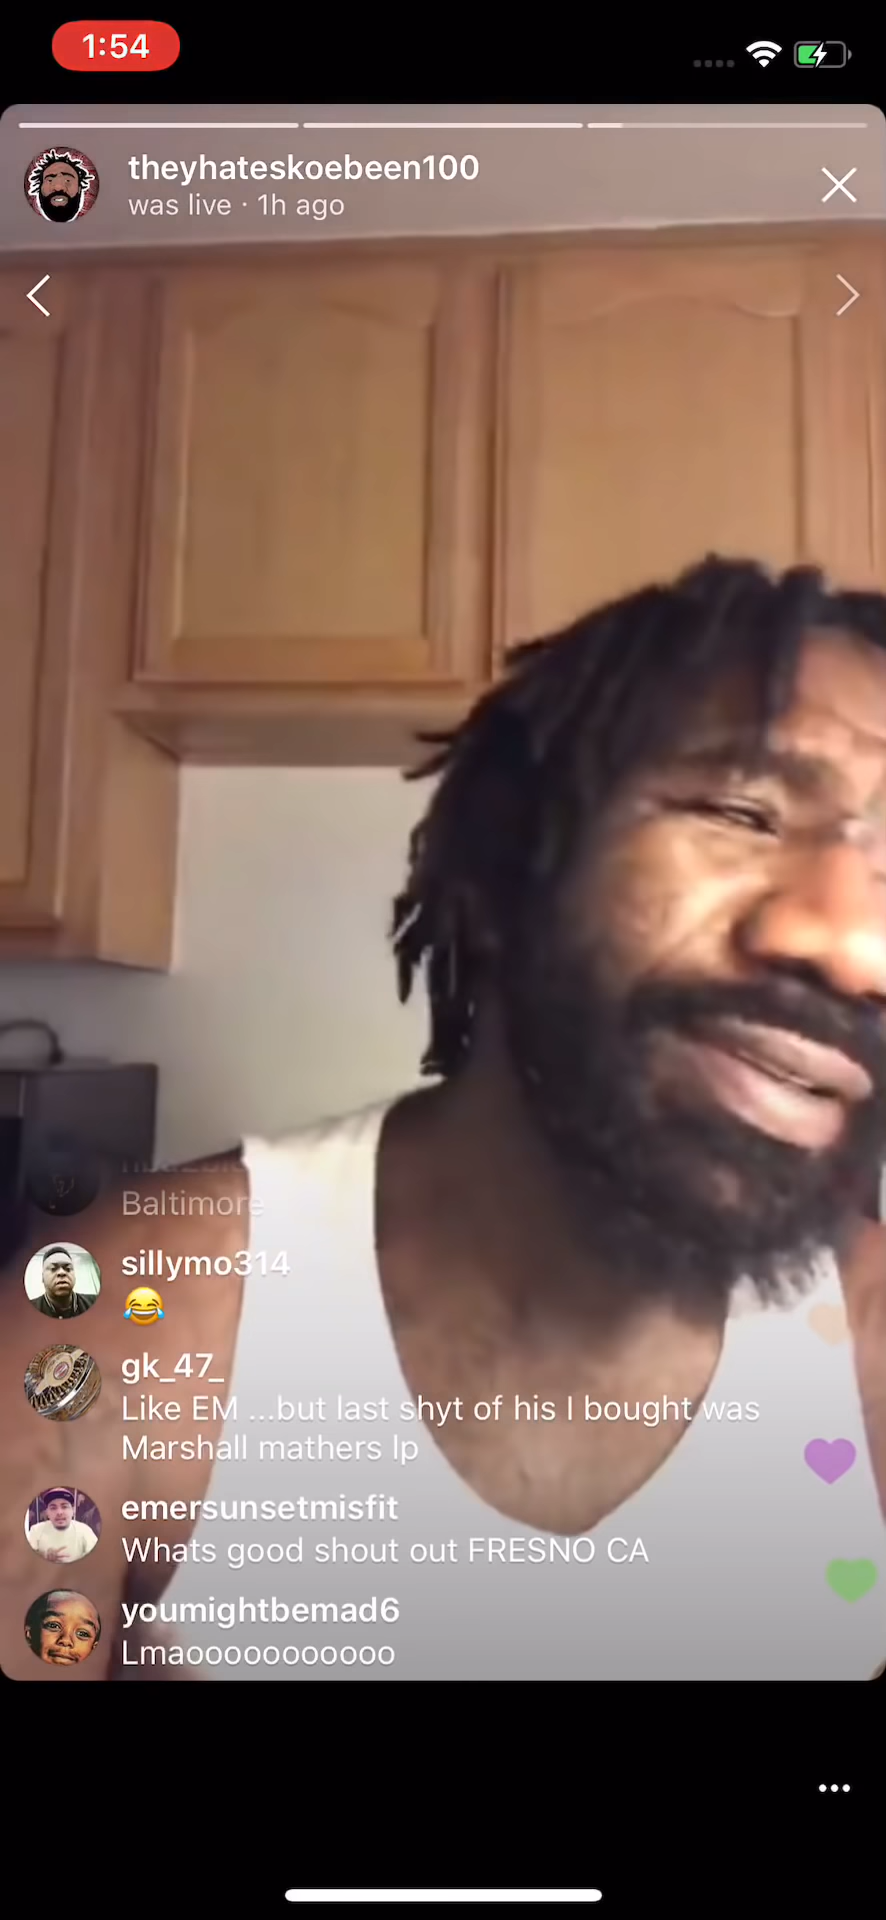 1:54
theyhateskoebeen100
was live · 1h ago
Baltimore
sillymo314
😂
gk_47_
Like EM ...but last shyt of his I bought was
Marshall mathers lp
emersunsetmisfit
Whats good shout out FRESNO CA
youmightbemad6
Lmaooooooooooo